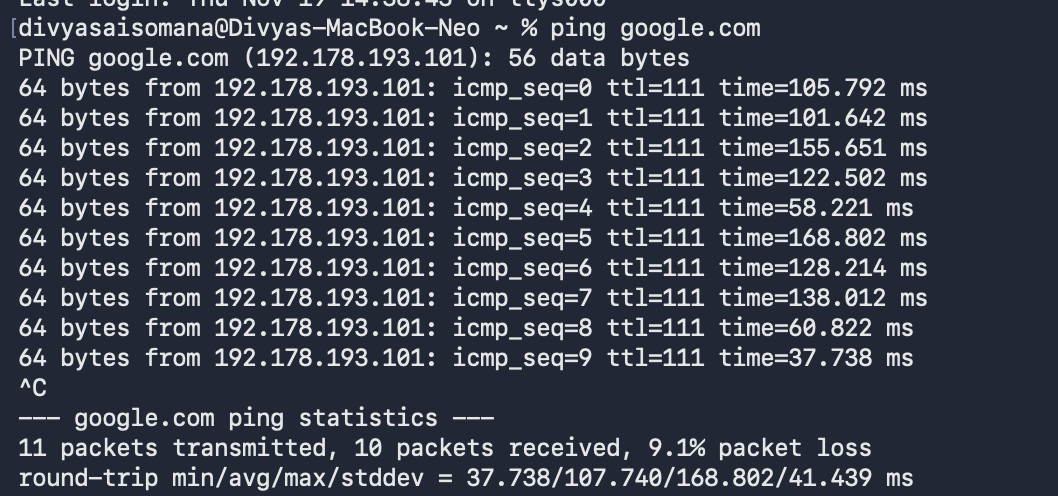 Last login: Thu Nov 19 14:38:43 on ttys000
[divyasaisomana@Divyas-MacBook-Neo ~ % ping google.com
PING google.com (192.178.193.101): 56 data bytes
64 bytes from 192.178.193.101: icmp_seq=0 ttl=111 time=105.792 ms
64 bytes from 192.178.193.101: icmp_seq=1 ttl=111 time=101.642 ms
64 bytes from 192.178.193.101: icmp_seq=2 ttl=111 time=155.651 ms
64 bytes from 192.178.193.101: icmp_seq=3 ttl=111 time=122.502 ms
64 bytes from 192.178.193.101: icmp_seq=4 ttl=111 time=58.221 ms
64 bytes from 192.178.193.101: icmp_seq=5 ttl=111 time=168.802 ms
64 bytes from 192.178.193.101: icmp_seq=6 ttl=111 time=128.214 ms
64 bytes from 192.178.193.101: icmp_seq=7 ttl=111 time=138.012 ms
64 bytes from 192.178.193.101: icmp_seq=8 ttl=111 time=60.822 ms
64 bytes from 192.178.193.101: icmp_seq=9 ttl=111 time=37.738 ms
^C
--- google.com ping statistics ---
11 packets transmitted, 10 packets received, 9.1% packet loss
round-trip min/avg/max/stddev = 37.738/107.740/168.802/41.439 ms